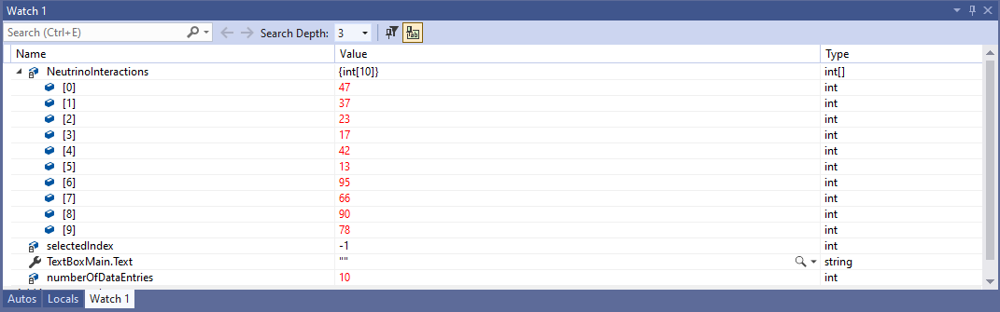 Watch 1
Search (Ctrl+E) Search Depth: 3
Name Value Type
NeutrinoInteractions {int[10]} int[]
[0] 47 int
[1] 37 int
[2] 23 int
[3] 17 int
[4] 42 int
[5] 13 int
[6] 95 int
[7] 66 int
[8] 90 int
[9] 78 int
selectedIndex -1 int
TextBoxMain.Text "" string
numberOfDataEntries 10 int
Autos Locals Watch 1